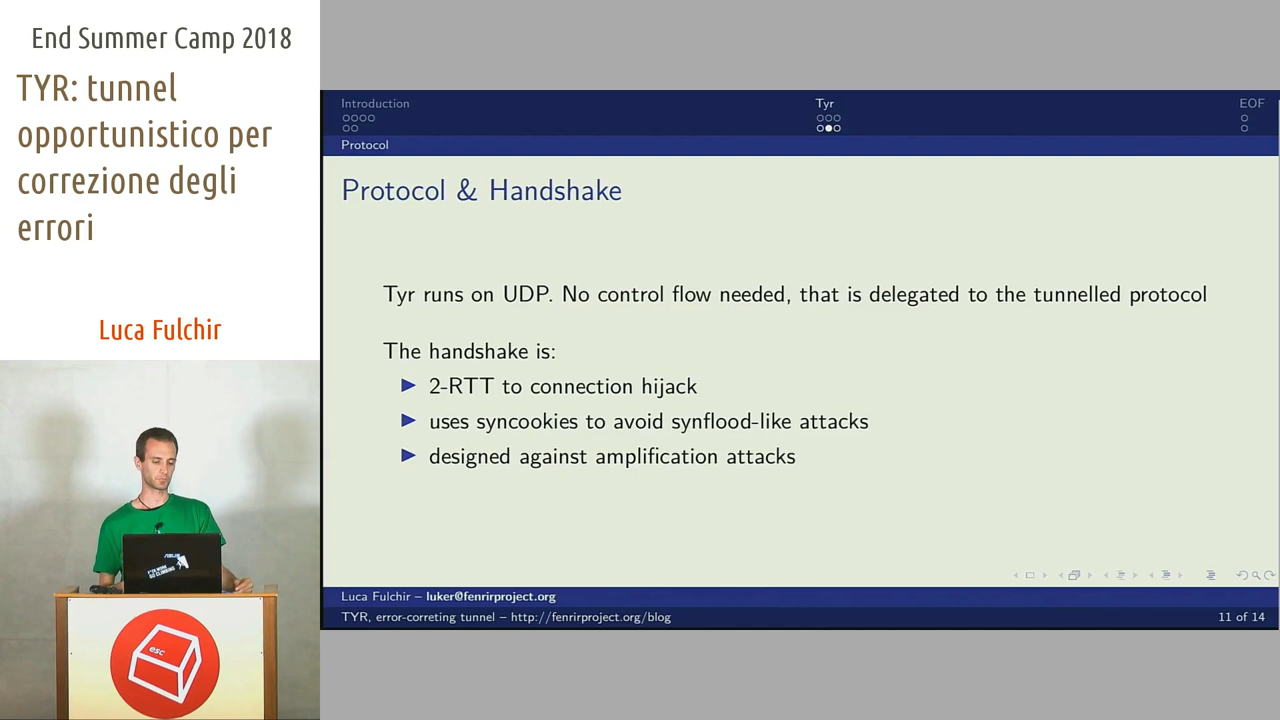 End Summer Camp 2018
TYR: tunnel
opportunistico per
correzione degli
errori
Luca Fulchir
esc
Introduction
Tyr
EOF
Protocol
Protocol & Handshake
Tyr runs on UDP. No control flow needed, that is delegated to the tunnelled protocol
The handshake is:
2-RTT to connection hijack
uses syncookies to avoid synflood-like attacks
designed against amplification attacks
Luca Fulchir – luker@fenrirproject.org
TYR, error-correting tunnel – http://fenrirproject.org/blog
11 of 14